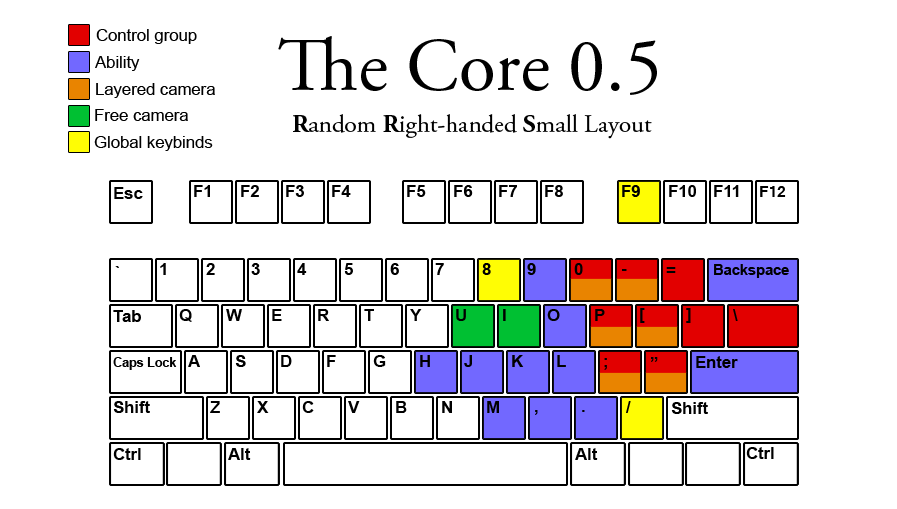 Control group
Ability
Layered camera
Free camera
Global keybinds
The Core 0.5
Random Right-handed Small Layout
Esc F1 F2 F3 F4 F5 F6 F7 F8 F9 F10 F11 F12
` 1 2 3 4 5 6 7 8 9 0 - = Backspace
Tab Q W E R T Y U I O P [ ] \
Caps Lock A S D F G H J K L ; " Enter
Shift Z X C V B N M , . / Shift
Ctrl Alt Alt Ctrl